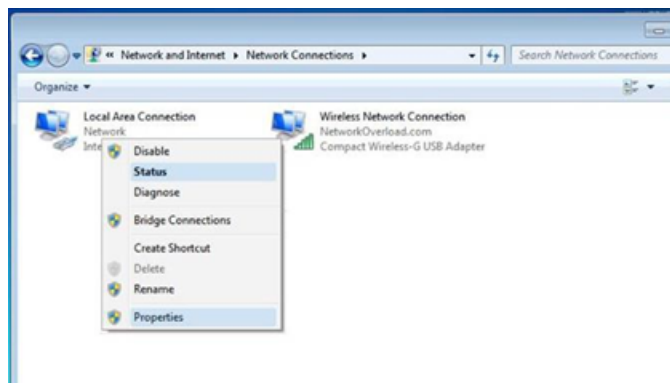 « Network and Internet ▸ Network Connections ▸
Search Network Connections
Organize
Local Area Connection
Network
Inte
Wireless Network Connection
NetworkOverload.com
Compact Wireless-G USB Adapter
Disable
Status
Diagnose
Bridge Connections
Create Shortcut
Delete
Rename
Properties